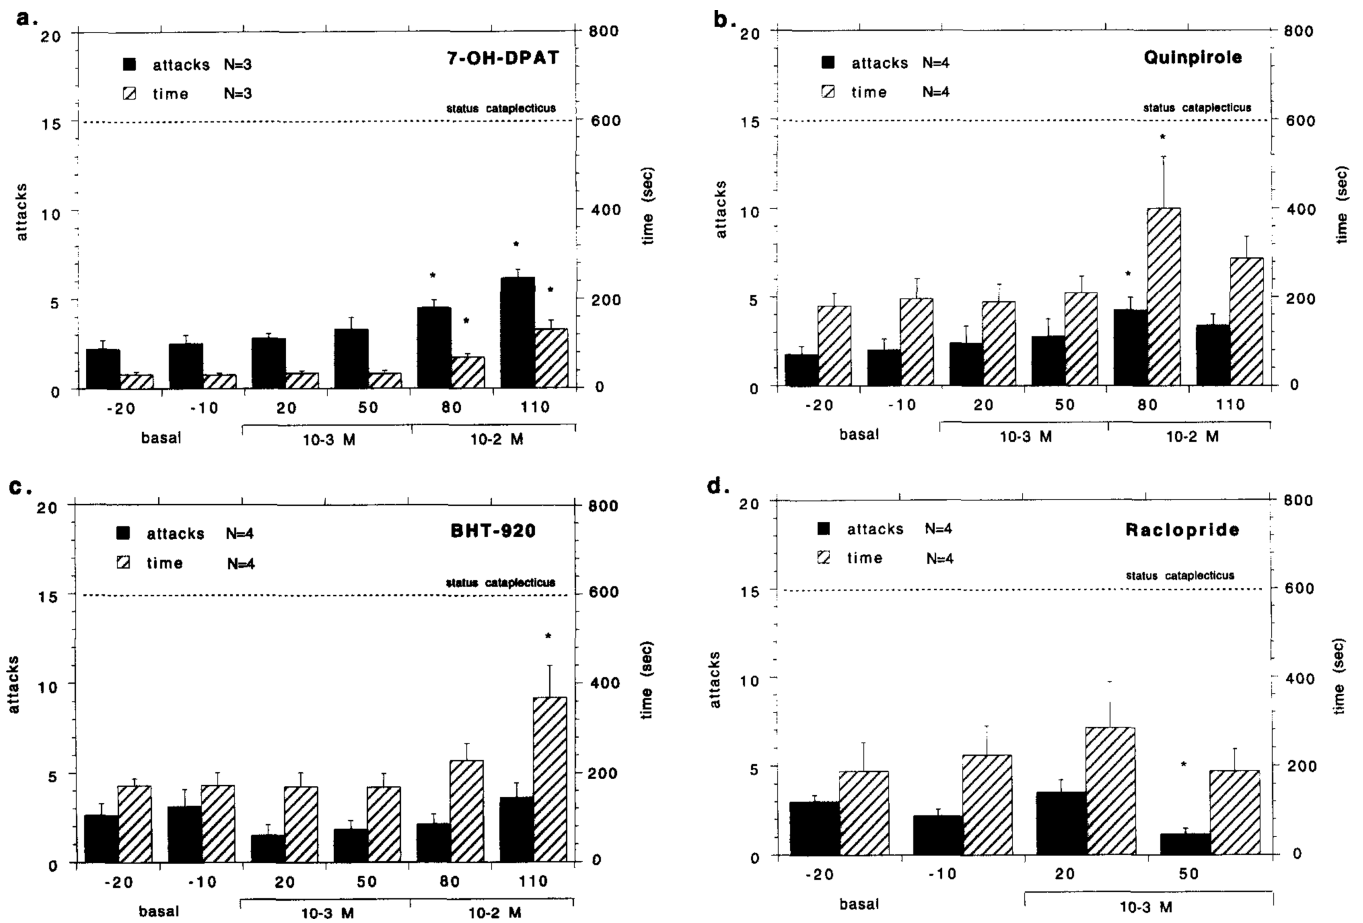 a.
7-OH-DPAT
attacks N=3
time N=3
status cataplecticus
attacks
time (sec)
20
15
10
5
0
800
600
400
200
0
* * * *
-20 -10 20 50 80 110
basal 10-3 M 10-2 M
b.
Quinpirole
attacks N=4
time N=4
status cataplecticus
attacks
time (sec)
20
15
10
5
0
800
600
400
200
0
* *
-20 -10 20 50 80 110
basal 10-3 M 10-2 M
c.
BHT-920
attacks N=4
time N=4
status cataplecticus
attacks
time (sec)
20
15
10
5
0
800
600
400
200
0
*
-20 -10 20 50 80 110
basal 10-3 M 10-2 M
d.
Raclopride
attacks N=4
time N=4
status cataplecticus
attacks
time (sec)
20
15
10
5
0
800
600
400
200
0
*
-20 -10 20 50
basal 10-3 M